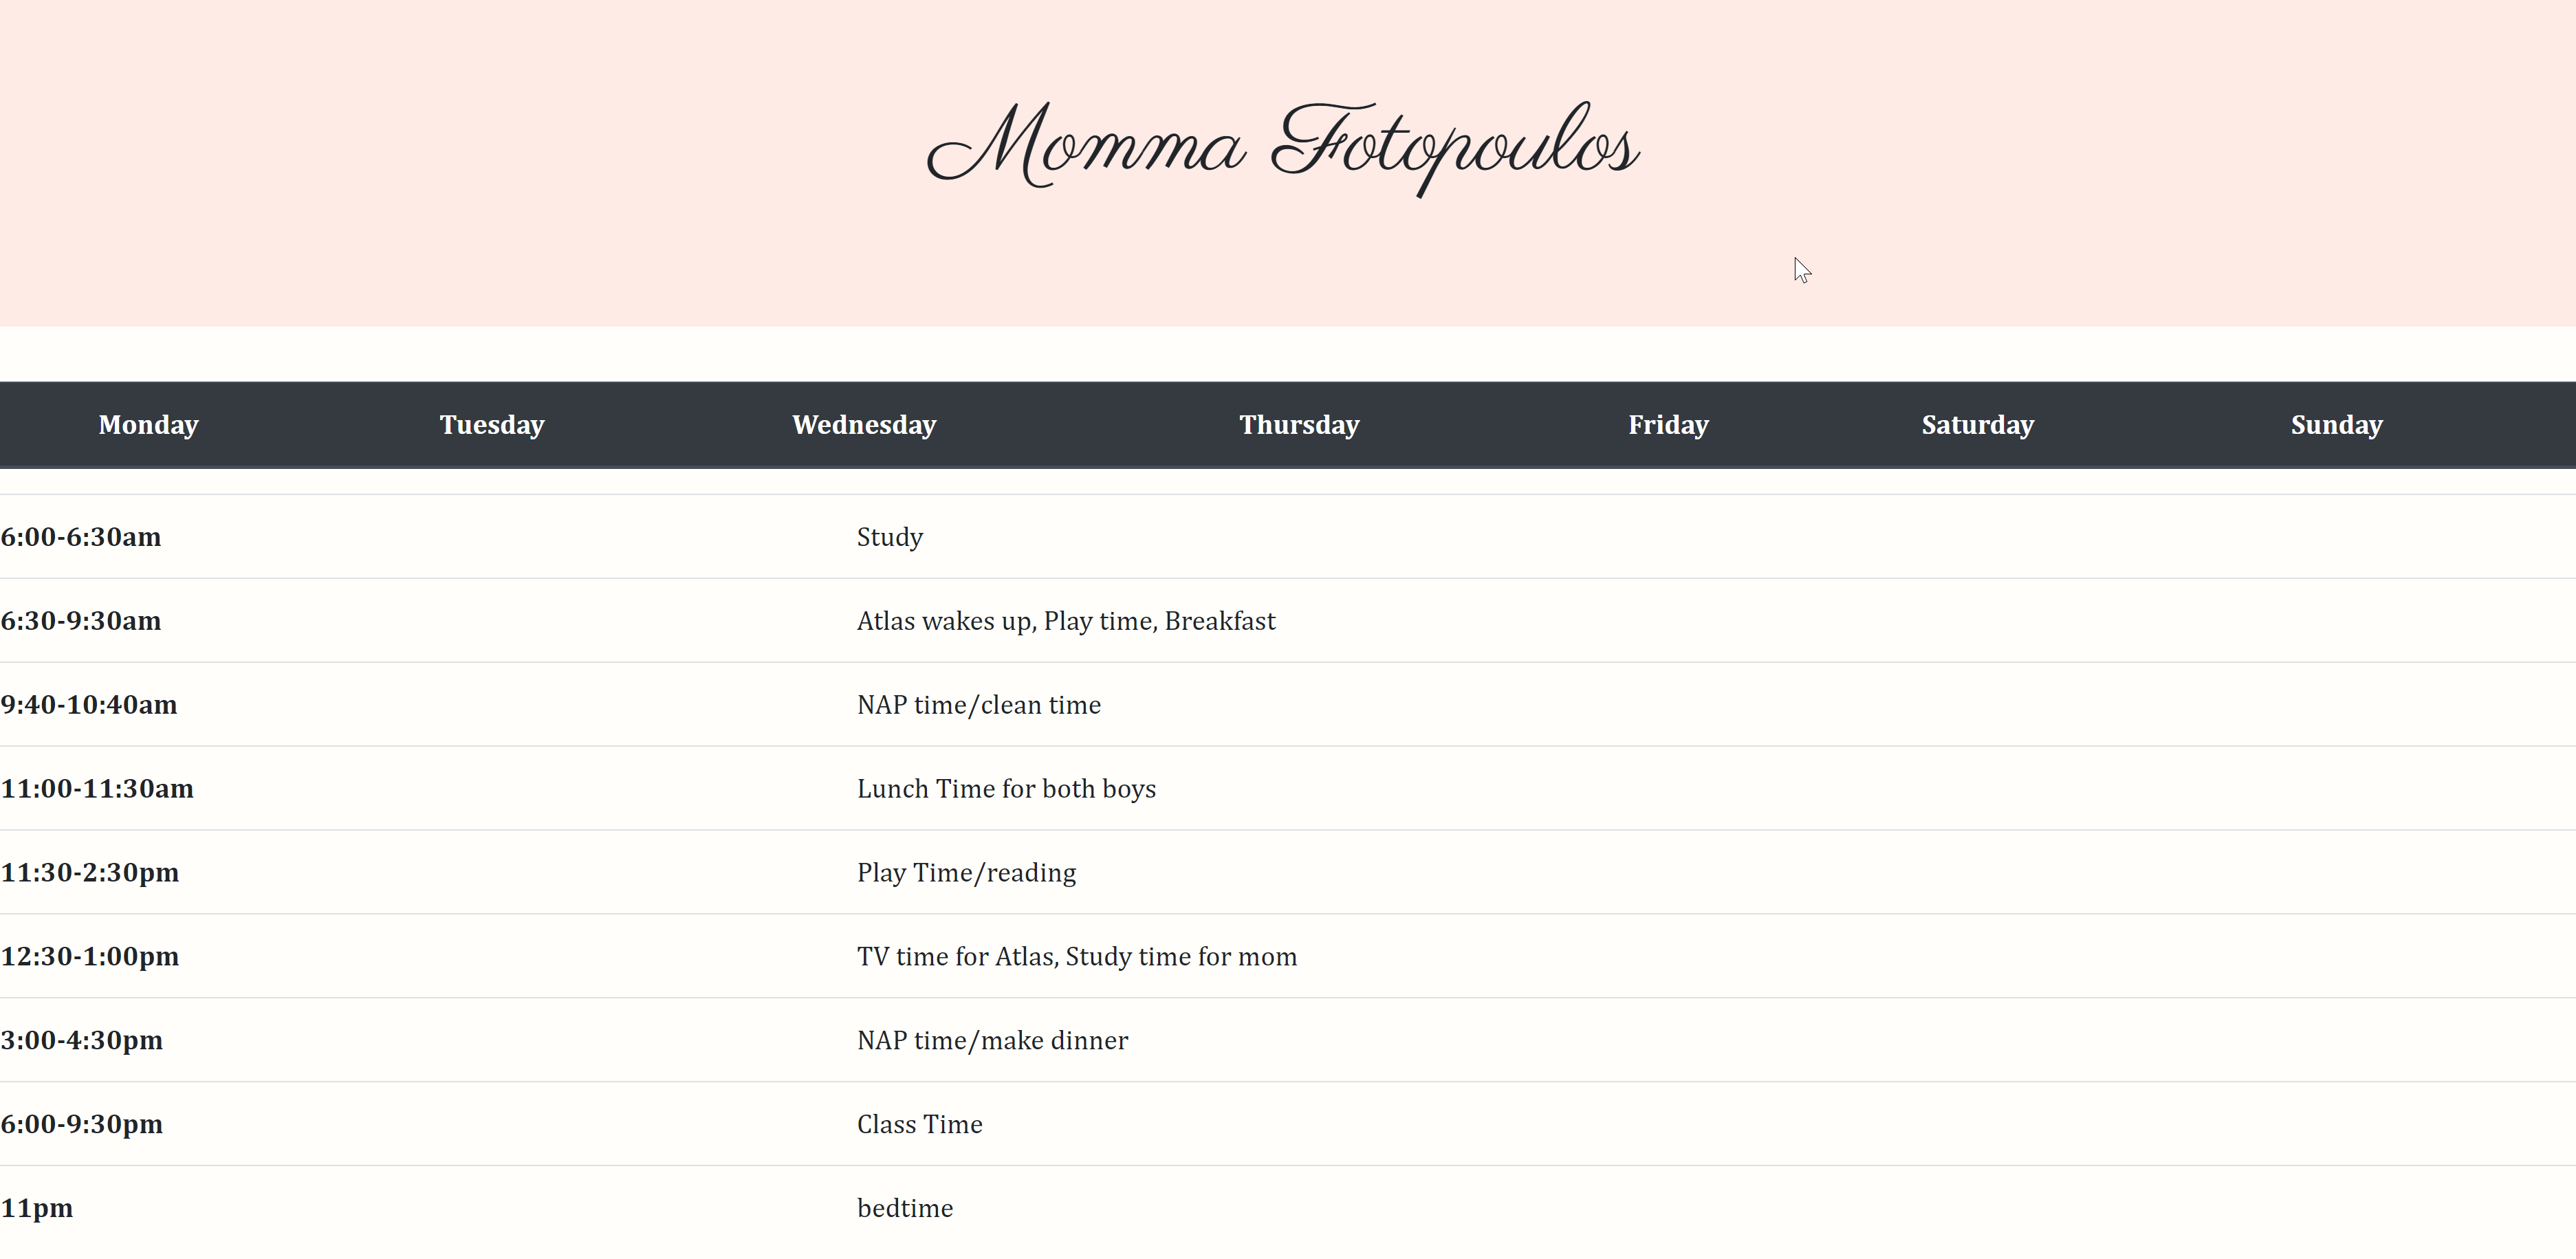 Momma Fotopoulos
Monday Tuesday Wednesday Thursday Friday Saturday Sunday
6:00-6:30am Study
6:30-9:30am Atlas wakes up, Play time, Breakfast
9:40-10:40am NAP time/clean time
11:00-11:30am Lunch Time for both boys
11:30-2:30pm Play Time/reading
12:30-1:00pm TV time for Atlas, Study time for mom
3:00-4:30pm NAP time/make dinner
6:00-9:30pm Class Time
11pm bedtime